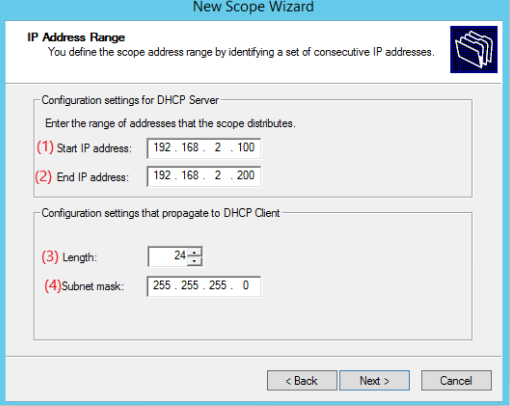 New Scope Wizard
IP Address Range
You define the scope address range by identifying a set of consecutive IP addresses.
Configuration settings for DHCP Server
Enter the range of addresses that the scope distributes.
(1) Start IP address: 192 . 168 . 2 . 100
(2) End IP address: 192 . 168 . 2 . 200
Configuration settings that propagate to DHCP Client
(3) Length: 24
(4)Subnet mask: 255 . 255 . 255 . 0
< Back Next > Cancel